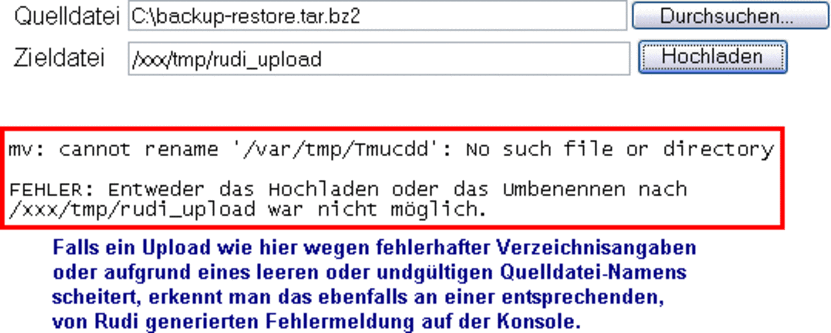 Quelldatei C:\backup-restore.tar.bz2 Durchsuchen...
Zieldatei /xxx/tmp/rudi_upload Hochladen
mv: cannot rename '/var/tmp/Tmucdd': No such file or directory
FEHLER: Entweder das Hochladen oder das Umbenennen nach
/xxx/tmp/rudi_upload war nicht möglich.
Falls ein Upload wie hier wegen fehlerhafter Verzeichnisangaben
oder aufgrund eines leeren oder undgültigen Quelldatei-Namens
scheitert, erkennt man das ebenfalls an einer entsprechenden,
von Rudi generierten Fehlermeldung auf der Konsole.